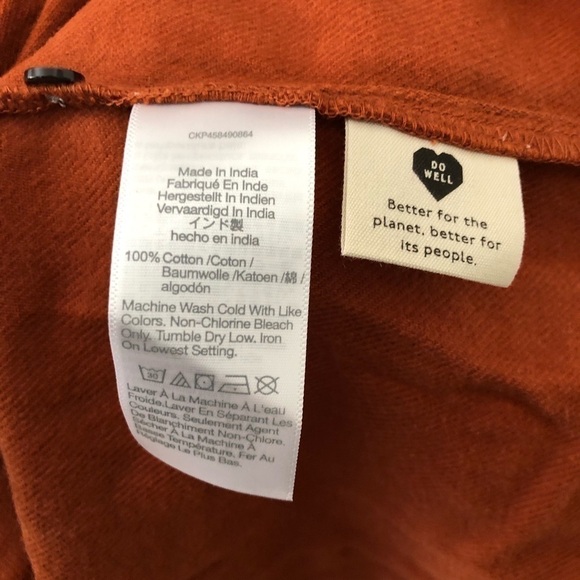 CKP458490864
Made In India
Fabriqué En Inde
Hergestellt In Indien
Vervaardigd In India
インド製
hecho en india
100% Cotton /Coton /
Baumwolle /Katoen /綿 /
algodón
Machine Wash Cold With Like
Colors. Non-Chlorine Bleach
Only. Tumble Dry Low. Iron
On Lowest Setting.
30
Laver À La Machine À L'eau
Froide.Laver En Séparant Les
Couleurs. Seulement Agent
De Blanchiment Non-Chlore.
Sécher À La Machine À
Basse Température. Fer Au
Réglage Le Plus Bas.
DO
WELL
Better for the
planet, better for
its people.